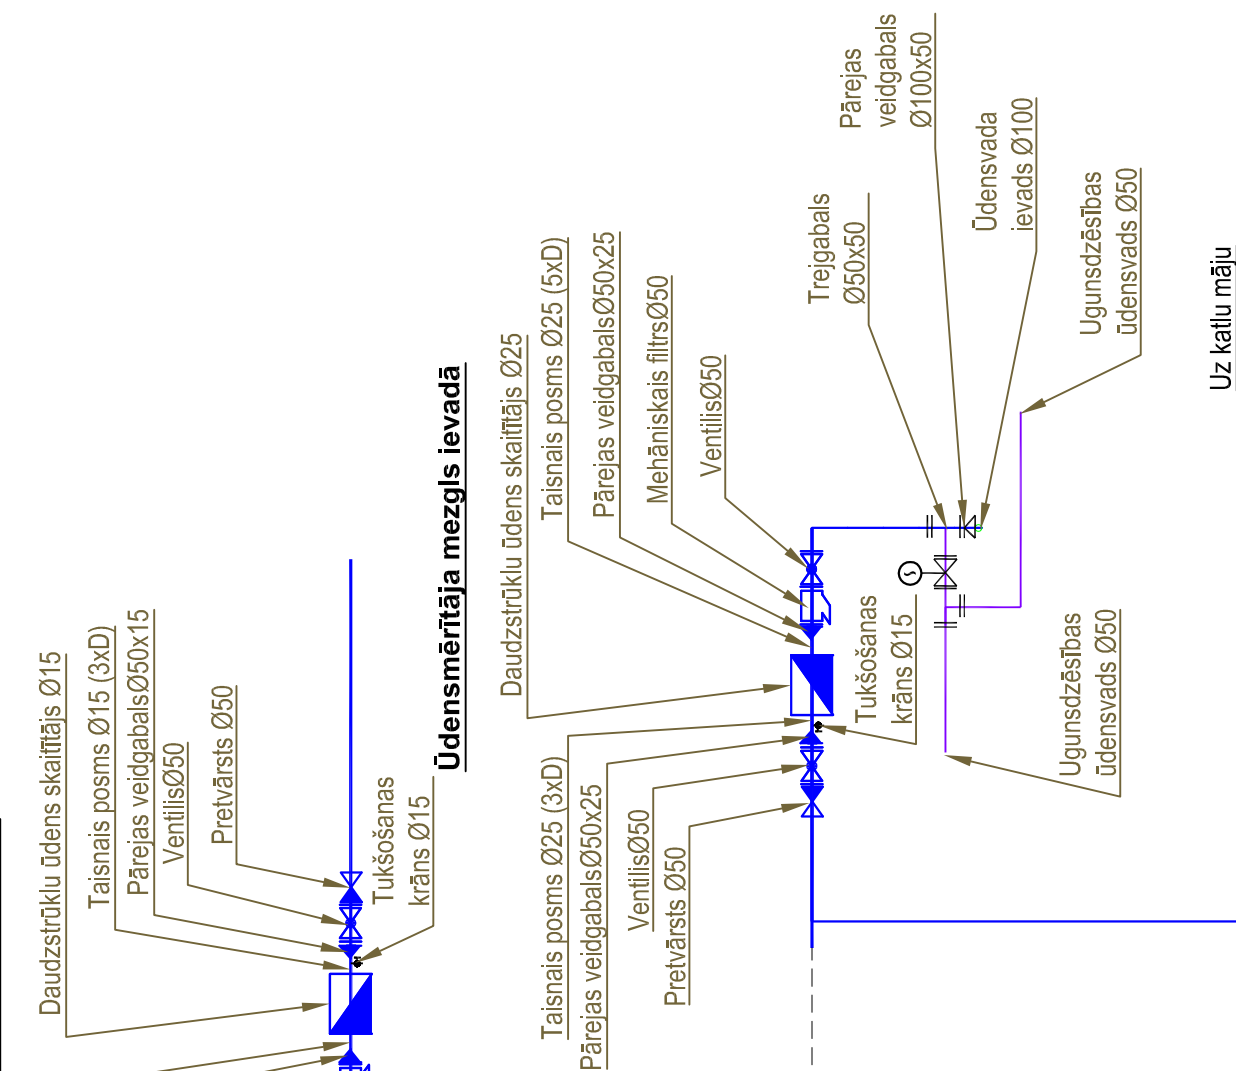 Daudzstrūklu ūdens skaitītājs Ø15
Taisnais posms Ø15 (3xD)
Pārejas veidgabalsØ50x15
VentilisØ50
Pretvārsts Ø50
Tukšošanas
krāns Ø15
Ūdensmērītāja mezgls ievadā
Daudzstrūklu ūdens skaitītājs Ø25
Taisnais posms Ø25 (5xD)
Pārejas veidgabalsØ50x25
Mehāniskais filtrsØ50
VentilisØ50
Trejgabals
Ø50x50
Pārejas
veidgabals
Ø100x50
Ūdensvada
ievads Ø100
Ugunsdzēsības
ūdensvads Ø50
Uz katlu māju
Taisnais posms Ø25 (3xD)
Pārejas veidgabalsØ50x25
VentilisØ50
Pretvārsts Ø50
Tukšošanas
krāns Ø15
Ugunsdzēsības
ūdensvads Ø50